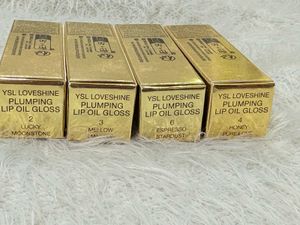 YSL LOVESHINE
PLUMPING
LIP OIL GLOSS
2
LUCKY
MOONSTONE
YSL LOVESHINE
PLUMPING
LIP OIL GLOSS
3
MELLOW
YSL LOVESHINE
PLUMPING
LIP OIL GLOSS
6
ESPRESSO
STARDUST
YSL LOVESHINE
PLUMPING
LIP OIL GLOSS
4
HONEY